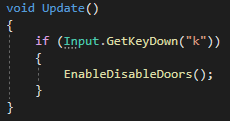 void Update()
{
    if (Input.GetKeyDown("k"))
    {
        EnableDisableDoors();
    }
}